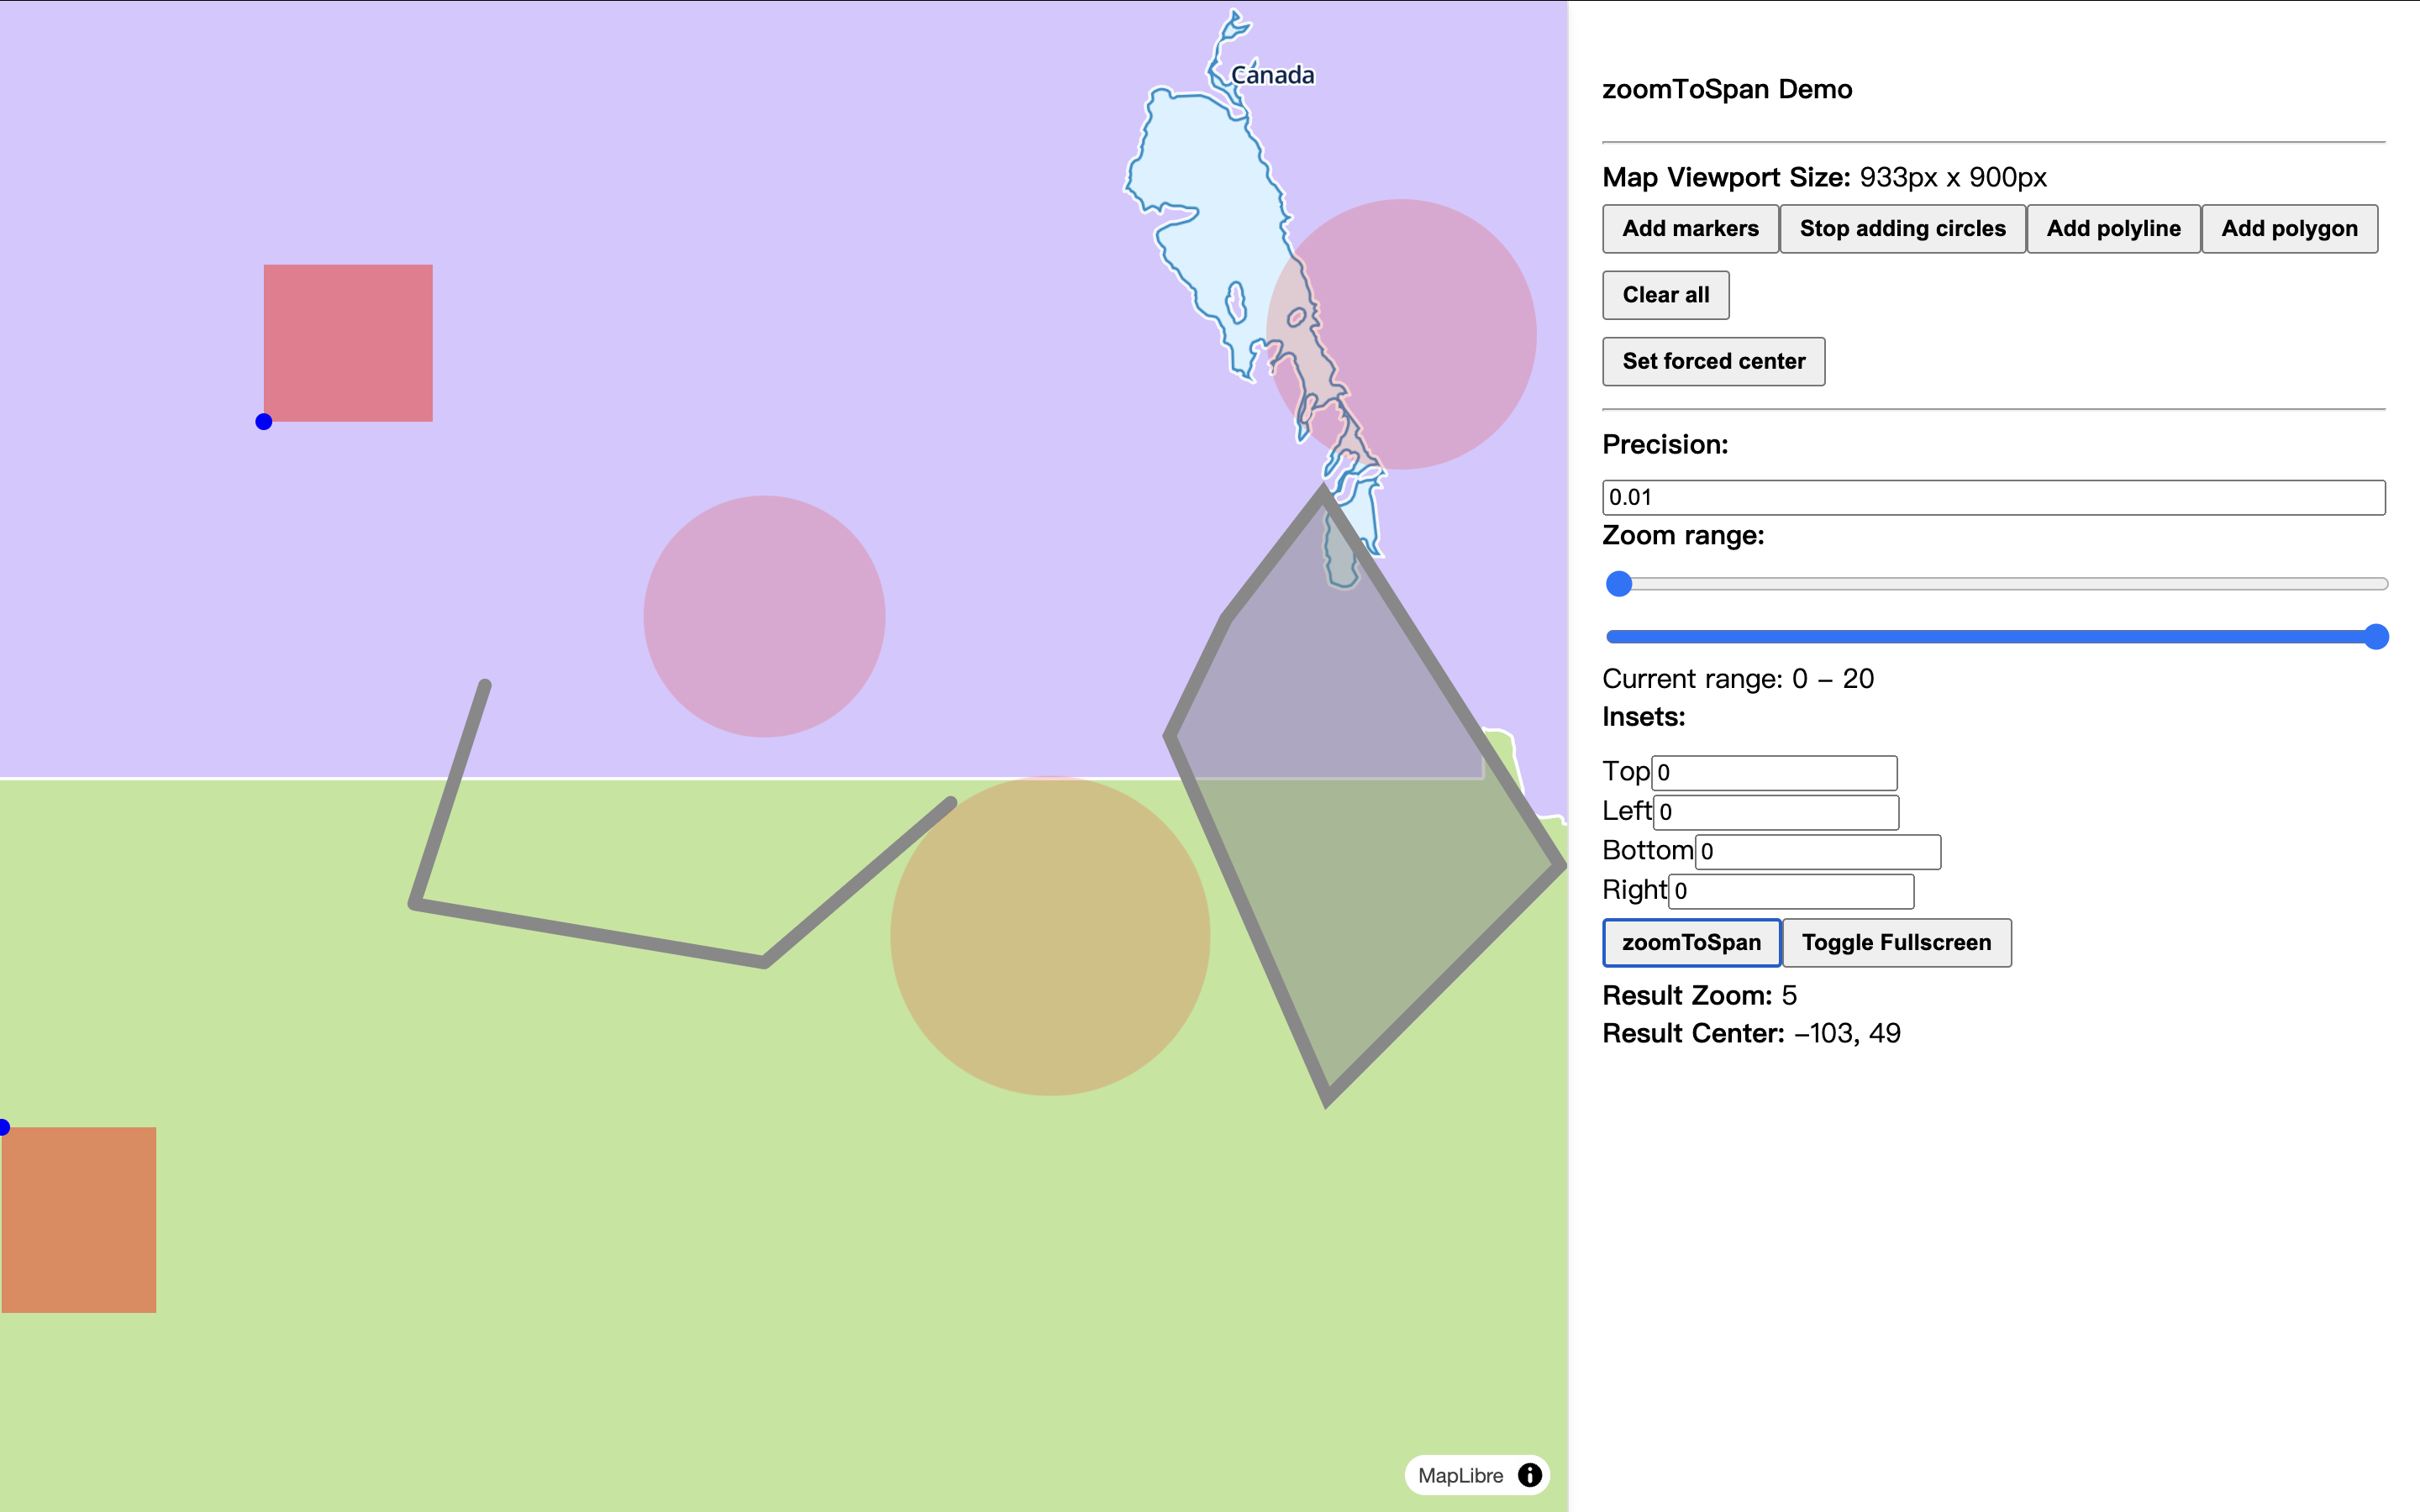 Canada
MapLibre
zoomToSpan Demo
Map Viewport Size: 933px x 900px
Add markers Stop adding circles Add polyline Add polygon
Clear all
Set forced center
Precision:
0.01
Zoom range:
Current range: 0 – 20
Insets:
Top 0
Left 0
Bottom 0
Right 0
zoomToSpan Toggle Fullscreen
Result Zoom: 5
Result Center: –103, 49